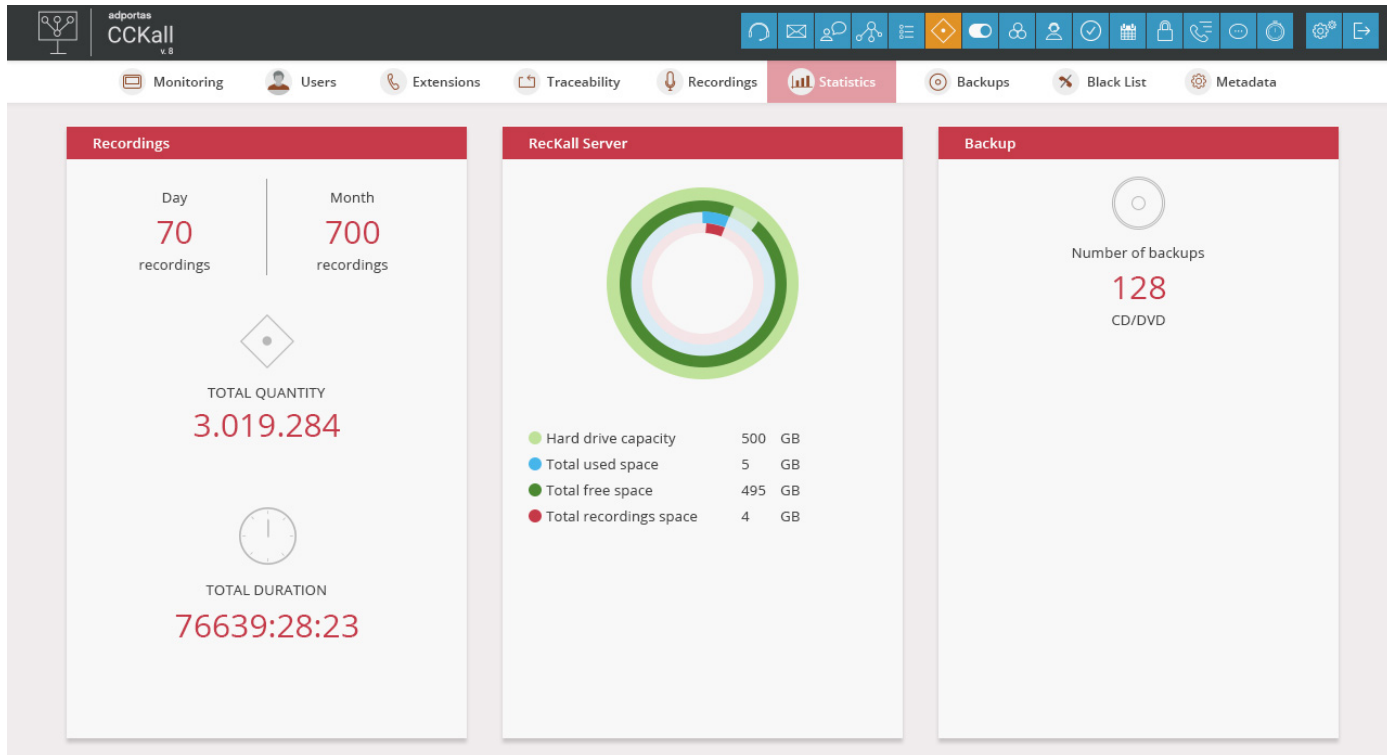 adportas
CCKall
v. 8
Monitoring
Users
Extensions
Traceability
Recordings
Statistics
Backups
Black List
Metadata
Recordings
Day
70
recordings
Month
700
recordings
TOTAL QUANTITY
3.019.284
TOTAL DURATION
76639:28:23
RecKall Server
Hard drive capacity 500 GB
Total used space 5 GB
Total free space 495 GB
Total recordings space 4 GB
Backup
Number of backups
128
CD/DVD